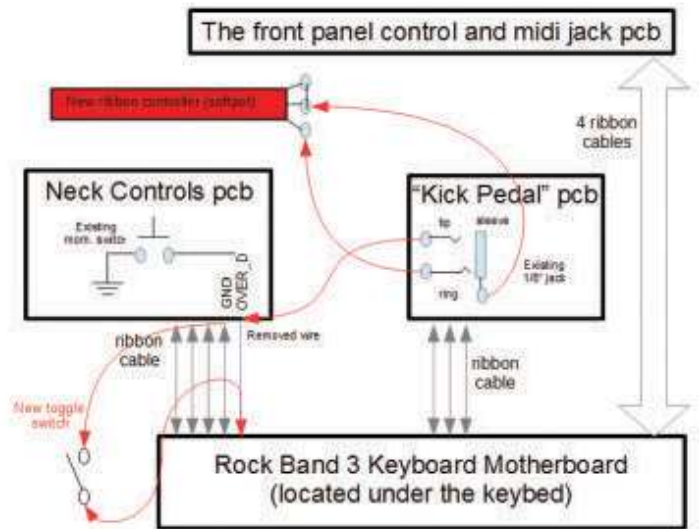 The front panel control and midi jack pcb
New ribbon controller (softpot)
4 ribbon
cables
Neck Controls pcb
Existing
mom. switch
GND
OVER_D
"Kick Pedal" pcb
tip
sleeve
Existing
1/8" jack
ring
ribbon
cable
Removed wire
ribbon
cable
New toggle
switch
Rock Band 3 Keyboard Motherboard
(located under the keybed)